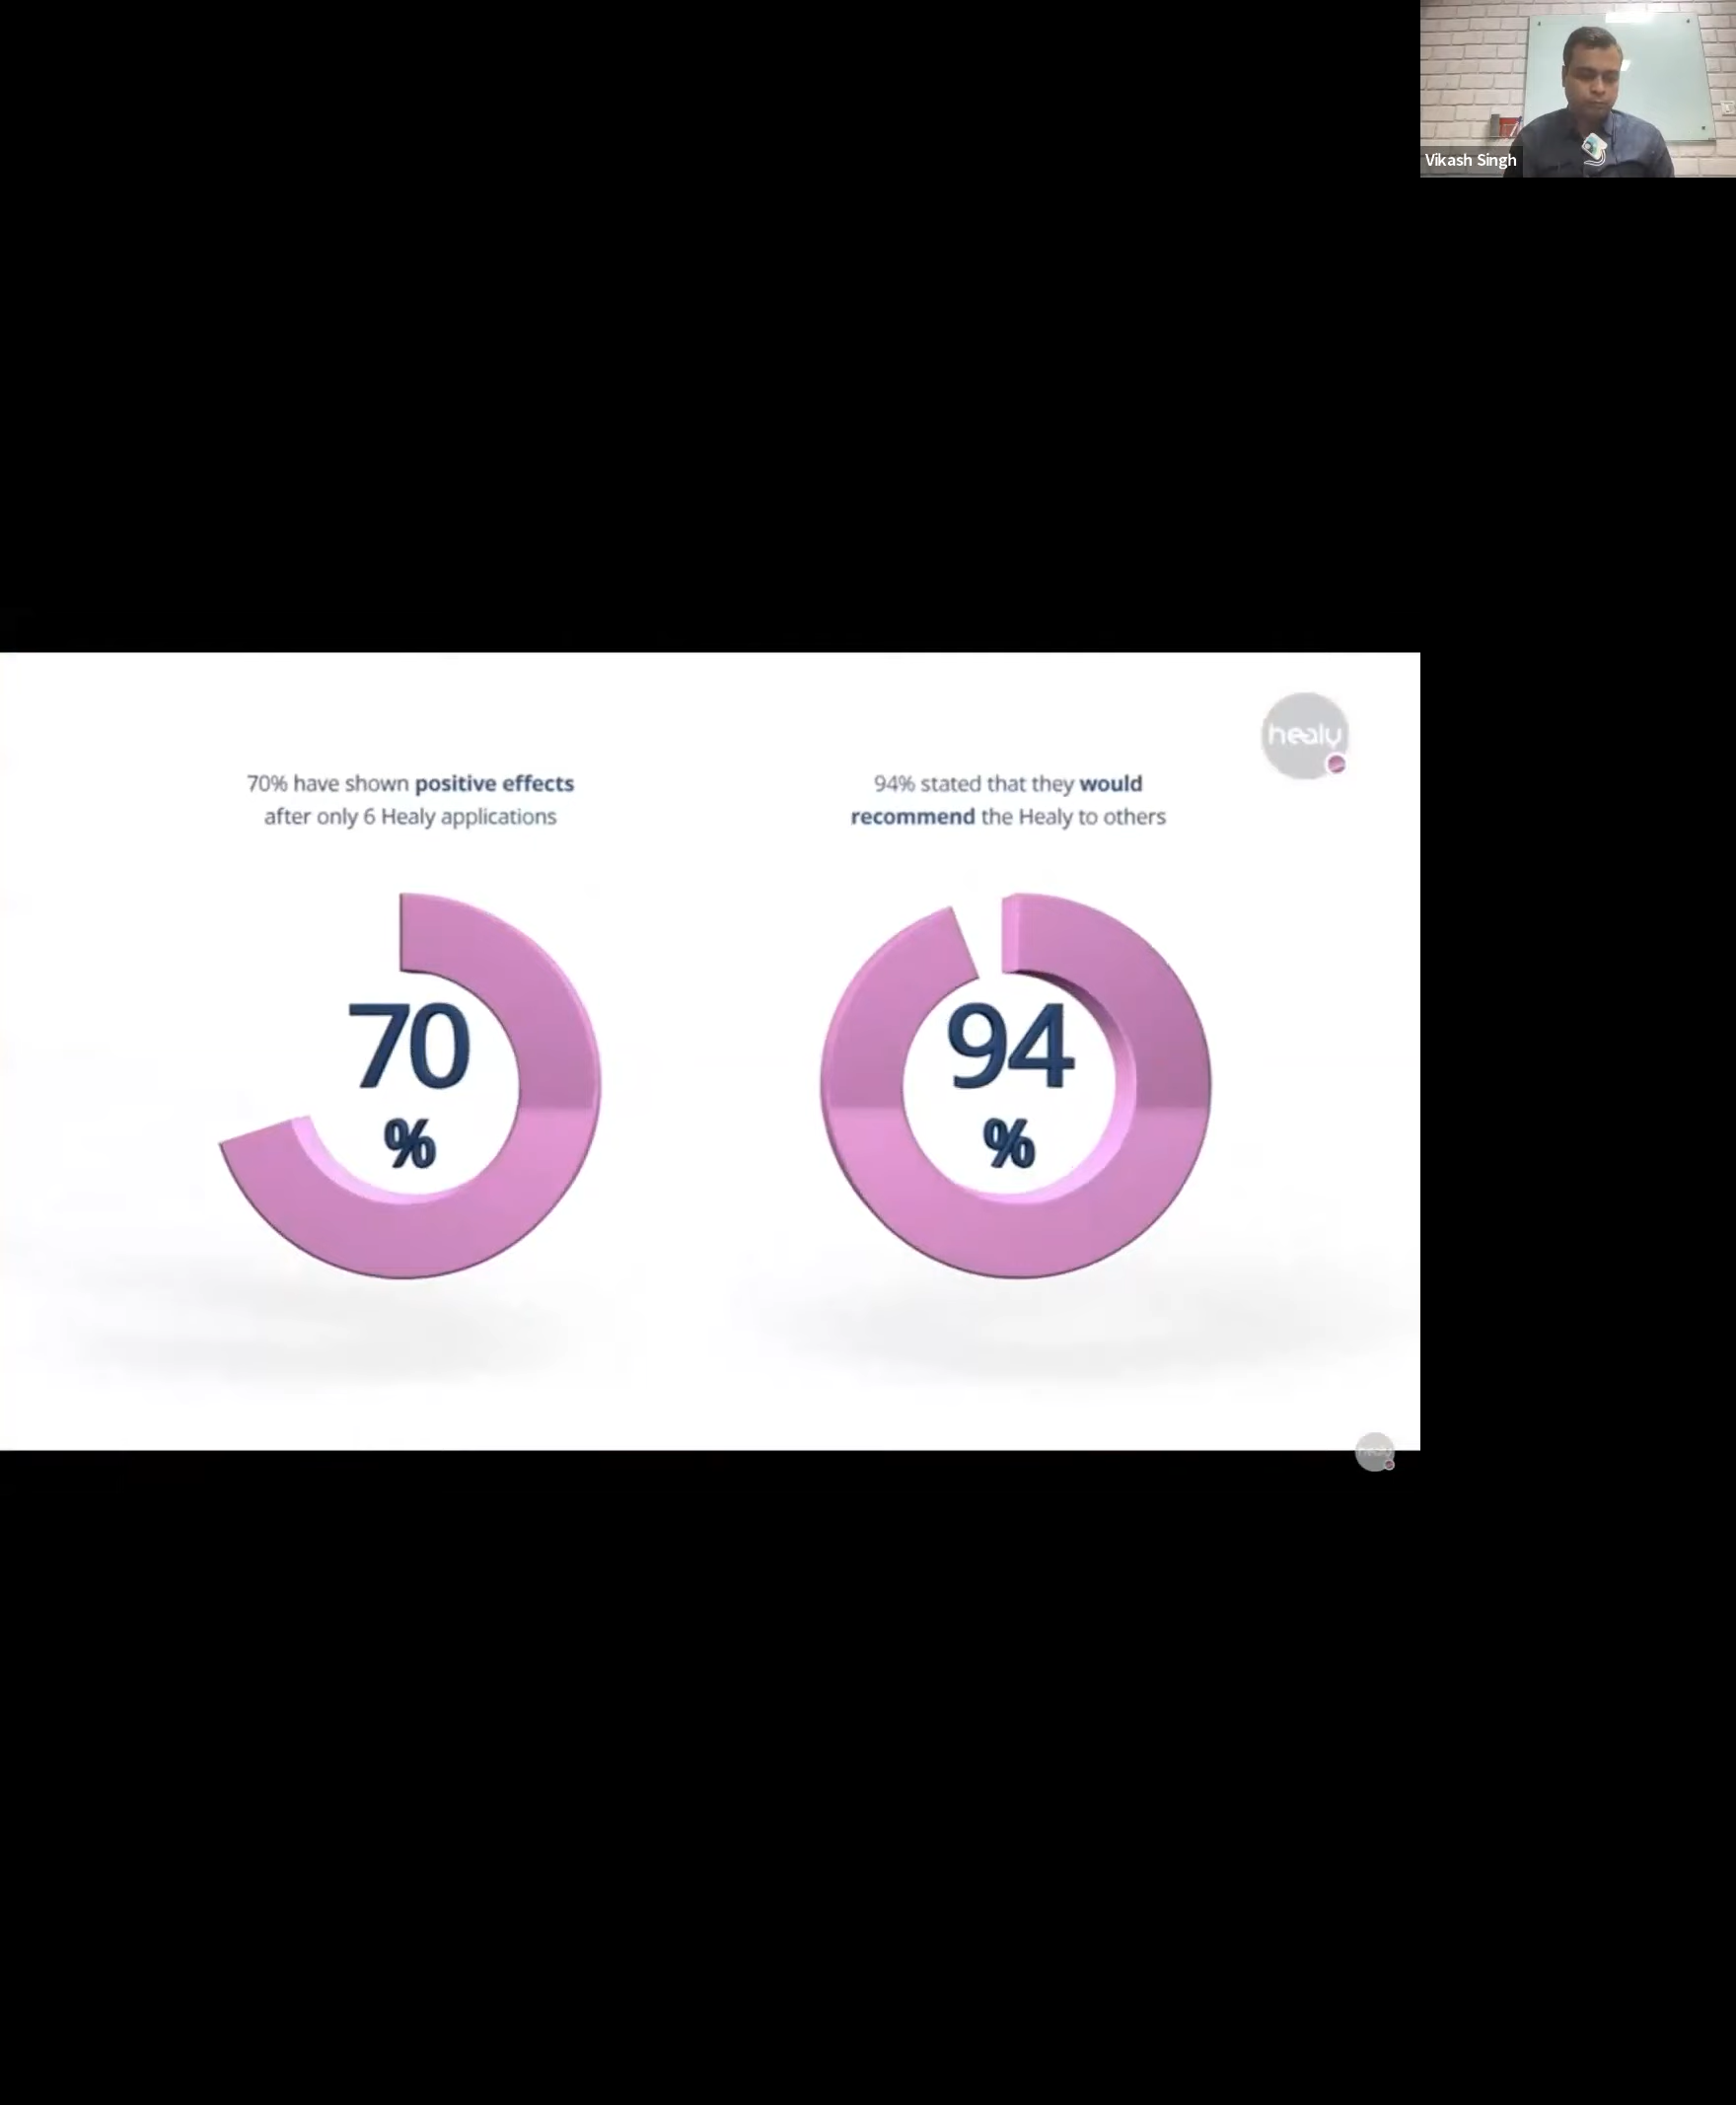 Vikash Singh
healy
70% have shown positive effects
after only 6 Healy applications
94% stated that they would
recommend the Healy to others
70
%
94
%